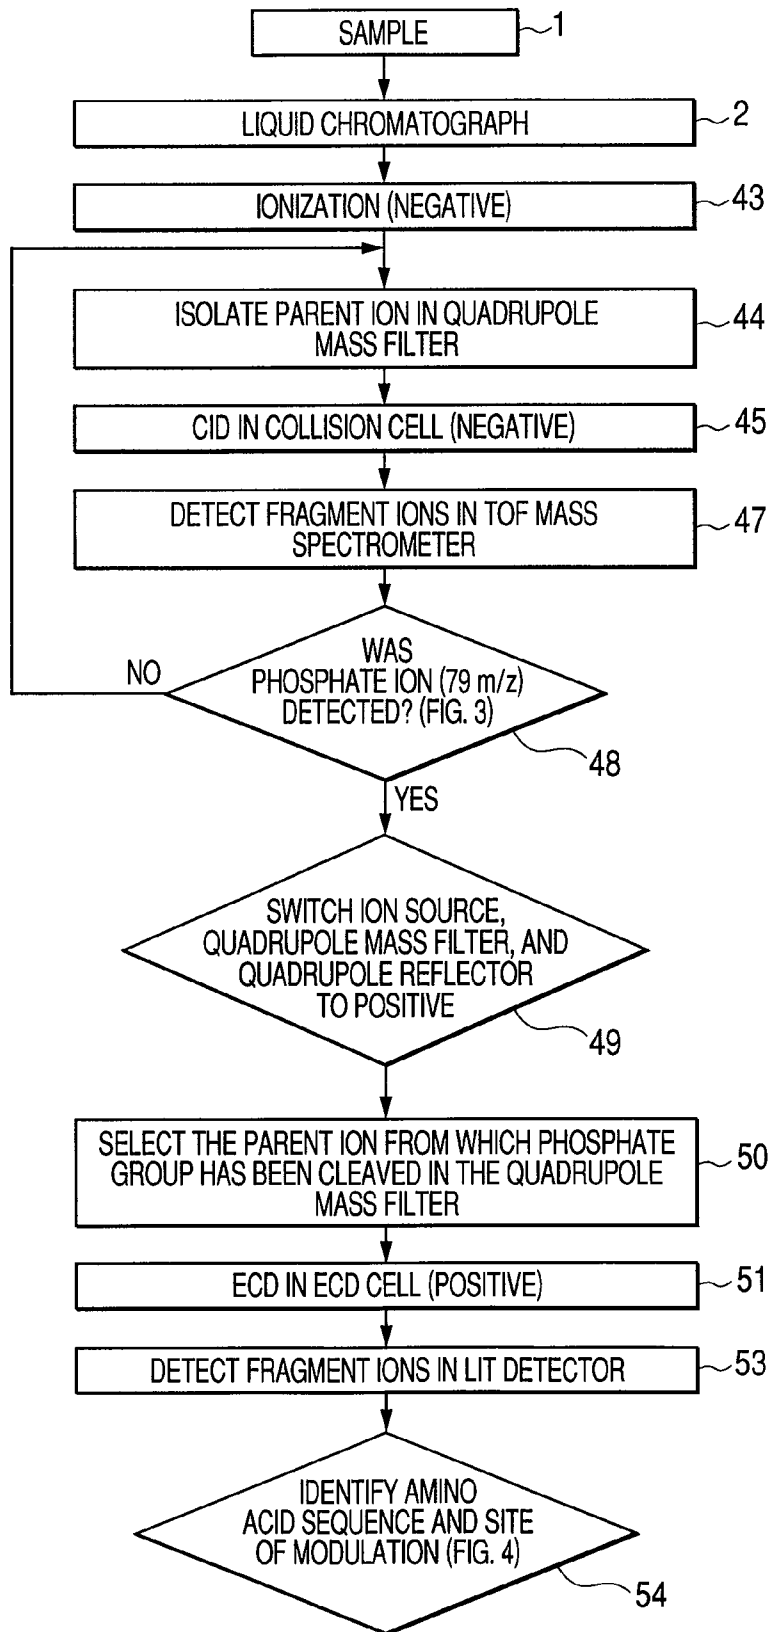 SAMPLE
1
LIQUID CHROMATOGRAPH
2
IONIZATION (NEGATIVE)
43
ISOLATE PARENT ION IN QUADRUPOLE
MASS FILTER
44
CID IN COLLISION CELL (NEGATIVE)
45
DETECT FRAGMENT IONS IN TOF MASS
SPECTROMETER
47
NO
WAS
PHOSPHATE ION (79 m/z)
DETECTED? (FIG. 3)
48
YES
SWITCH ION SOURCE,
QUADRUPOLE MASS FILTER, AND
QUADRUPOLE REFLECTOR
TO POSITIVE
49
SELECT THE PARENT ION FROM WHICH PHOSPHATE
GROUP HAS BEEN CLEAVED IN THE QUADRUPOLE
MASS FILTER
50
ECD IN ECD CELL (POSITIVE)
51
DETECT FRAGMENT IONS IN LIT DETECTOR
53
IDENTIFY AMINO
ACID SEQUENCE AND SITE
OF MODULATION (FIG. 4)
54